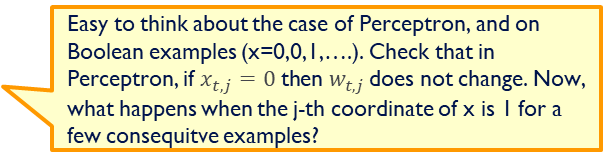 Easy to think about the case of Perceptron, and on
Boolean examples (x=0,0,1,….). Check that in
Perceptron, if $x_{t,j} = 0$ then $w_{t,j}$ does not change. Now,
what happens when the j-th coordinate of x is 1 for a
few consequitve examples?